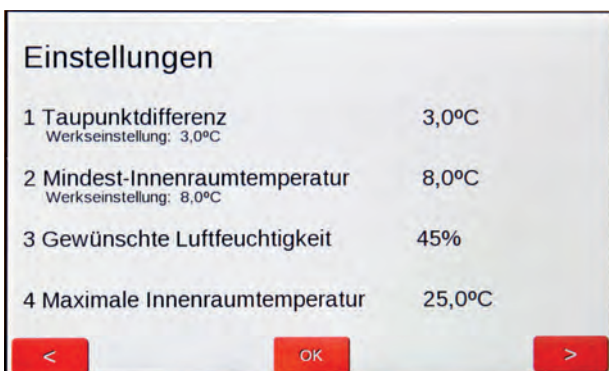 Einstellungen
1 Taupunktdifferenz 3,0ºC
Werkseinstellung: 3,0ºC
2 Mindest-Innenraumtemperatur 8,0ºC
Werkseinstellung: 8,0ºC
3 Gewünschte Luftfeuchtigkeit 45%
4 Maximale Innenraumtemperatur 25,0ºC
< OK >